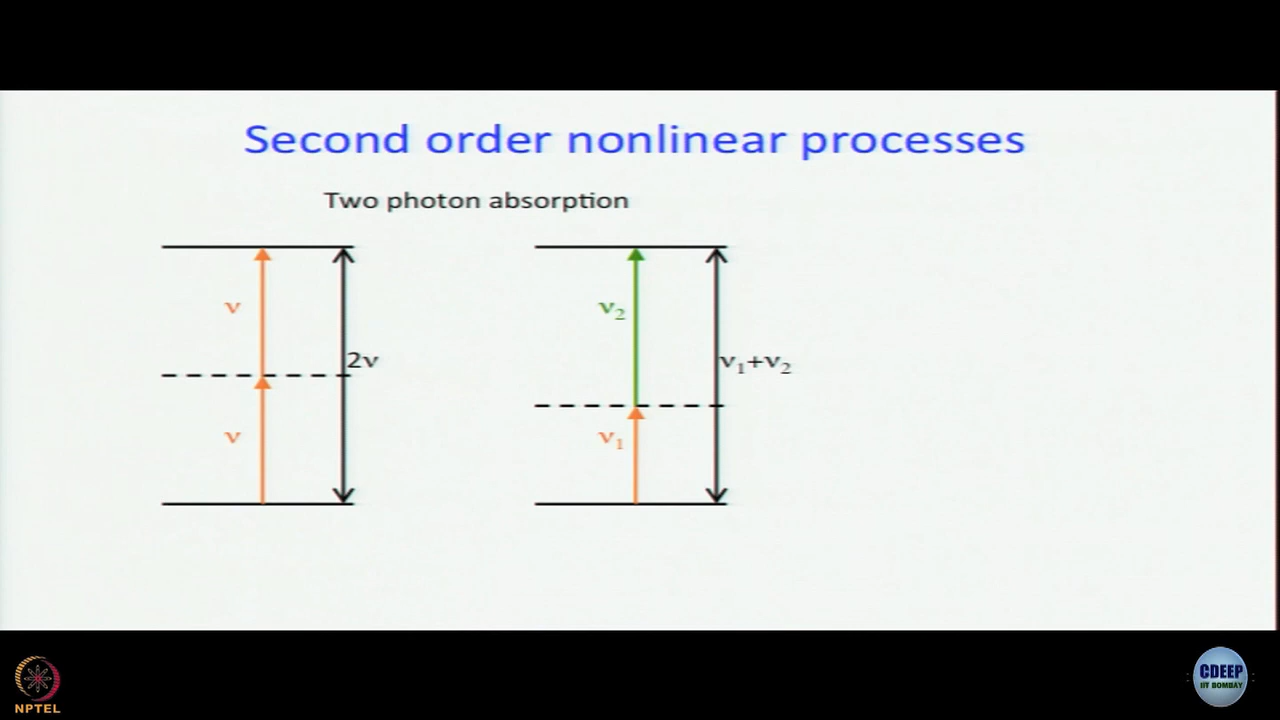 Second order nonlinear processes
Two photon absorption
ν
2ν
ν
ν₂
ν₁+ν₂
ν₁
NPTEL
CDEEP
IIT BOMBAY